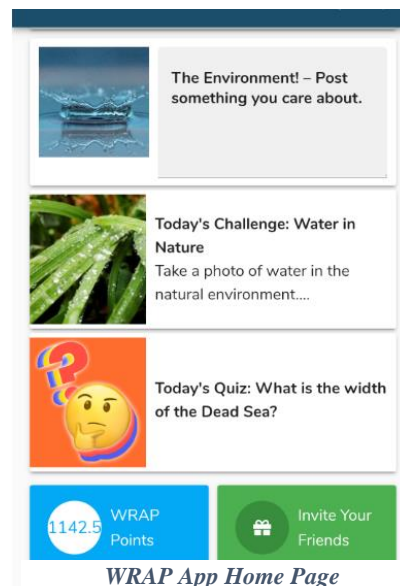 The Environment! – Post
something you care about.
Today's Challenge: Water in
Nature
Take a photo of water in the
natural environment....
Today's Quiz: What is the width
of the Dead Sea?
1142.5
WRAP
Points
Invite Your
Friends
WRAP App Home Page